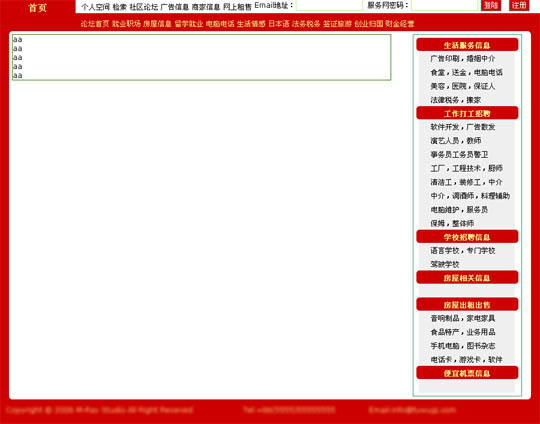 首页
个人空间 检索 社区论坛 广告信息 商家信息 网上租售 Email地址： 服务网密码： 登陆 注册
论坛首页 就业职场 房屋信息 留学就业 电脑电话 生活情感 日本语 法务税务 签证旅游 创业归国 财金经营
aa
aa
aa
aa
aa
生活服务信息
广告印刷，婚姻中介
食堂，送金，电脑电话
美容，医院，保证人
法律税务，搬家
工作打工招聘
软件开发，广告散发
演艺人员，教师
事务员工务员警卫
工厂，工程技术，厨师
清洁工，装修工，中介
中介，调酒师，料理辅助
电脑维护，服务员
保姆，整体师
学校招聘信息
语言学校，专门学校
驾驶学校
房屋相关信息
房屋出租出售
音响制品，家电家具
食品特产，业务用品
手机电脑，图书杂志
电话卡，游戏卡，软件
便宜机票信息
Copyright © 2006 M-Ray Studio All Right Reserved